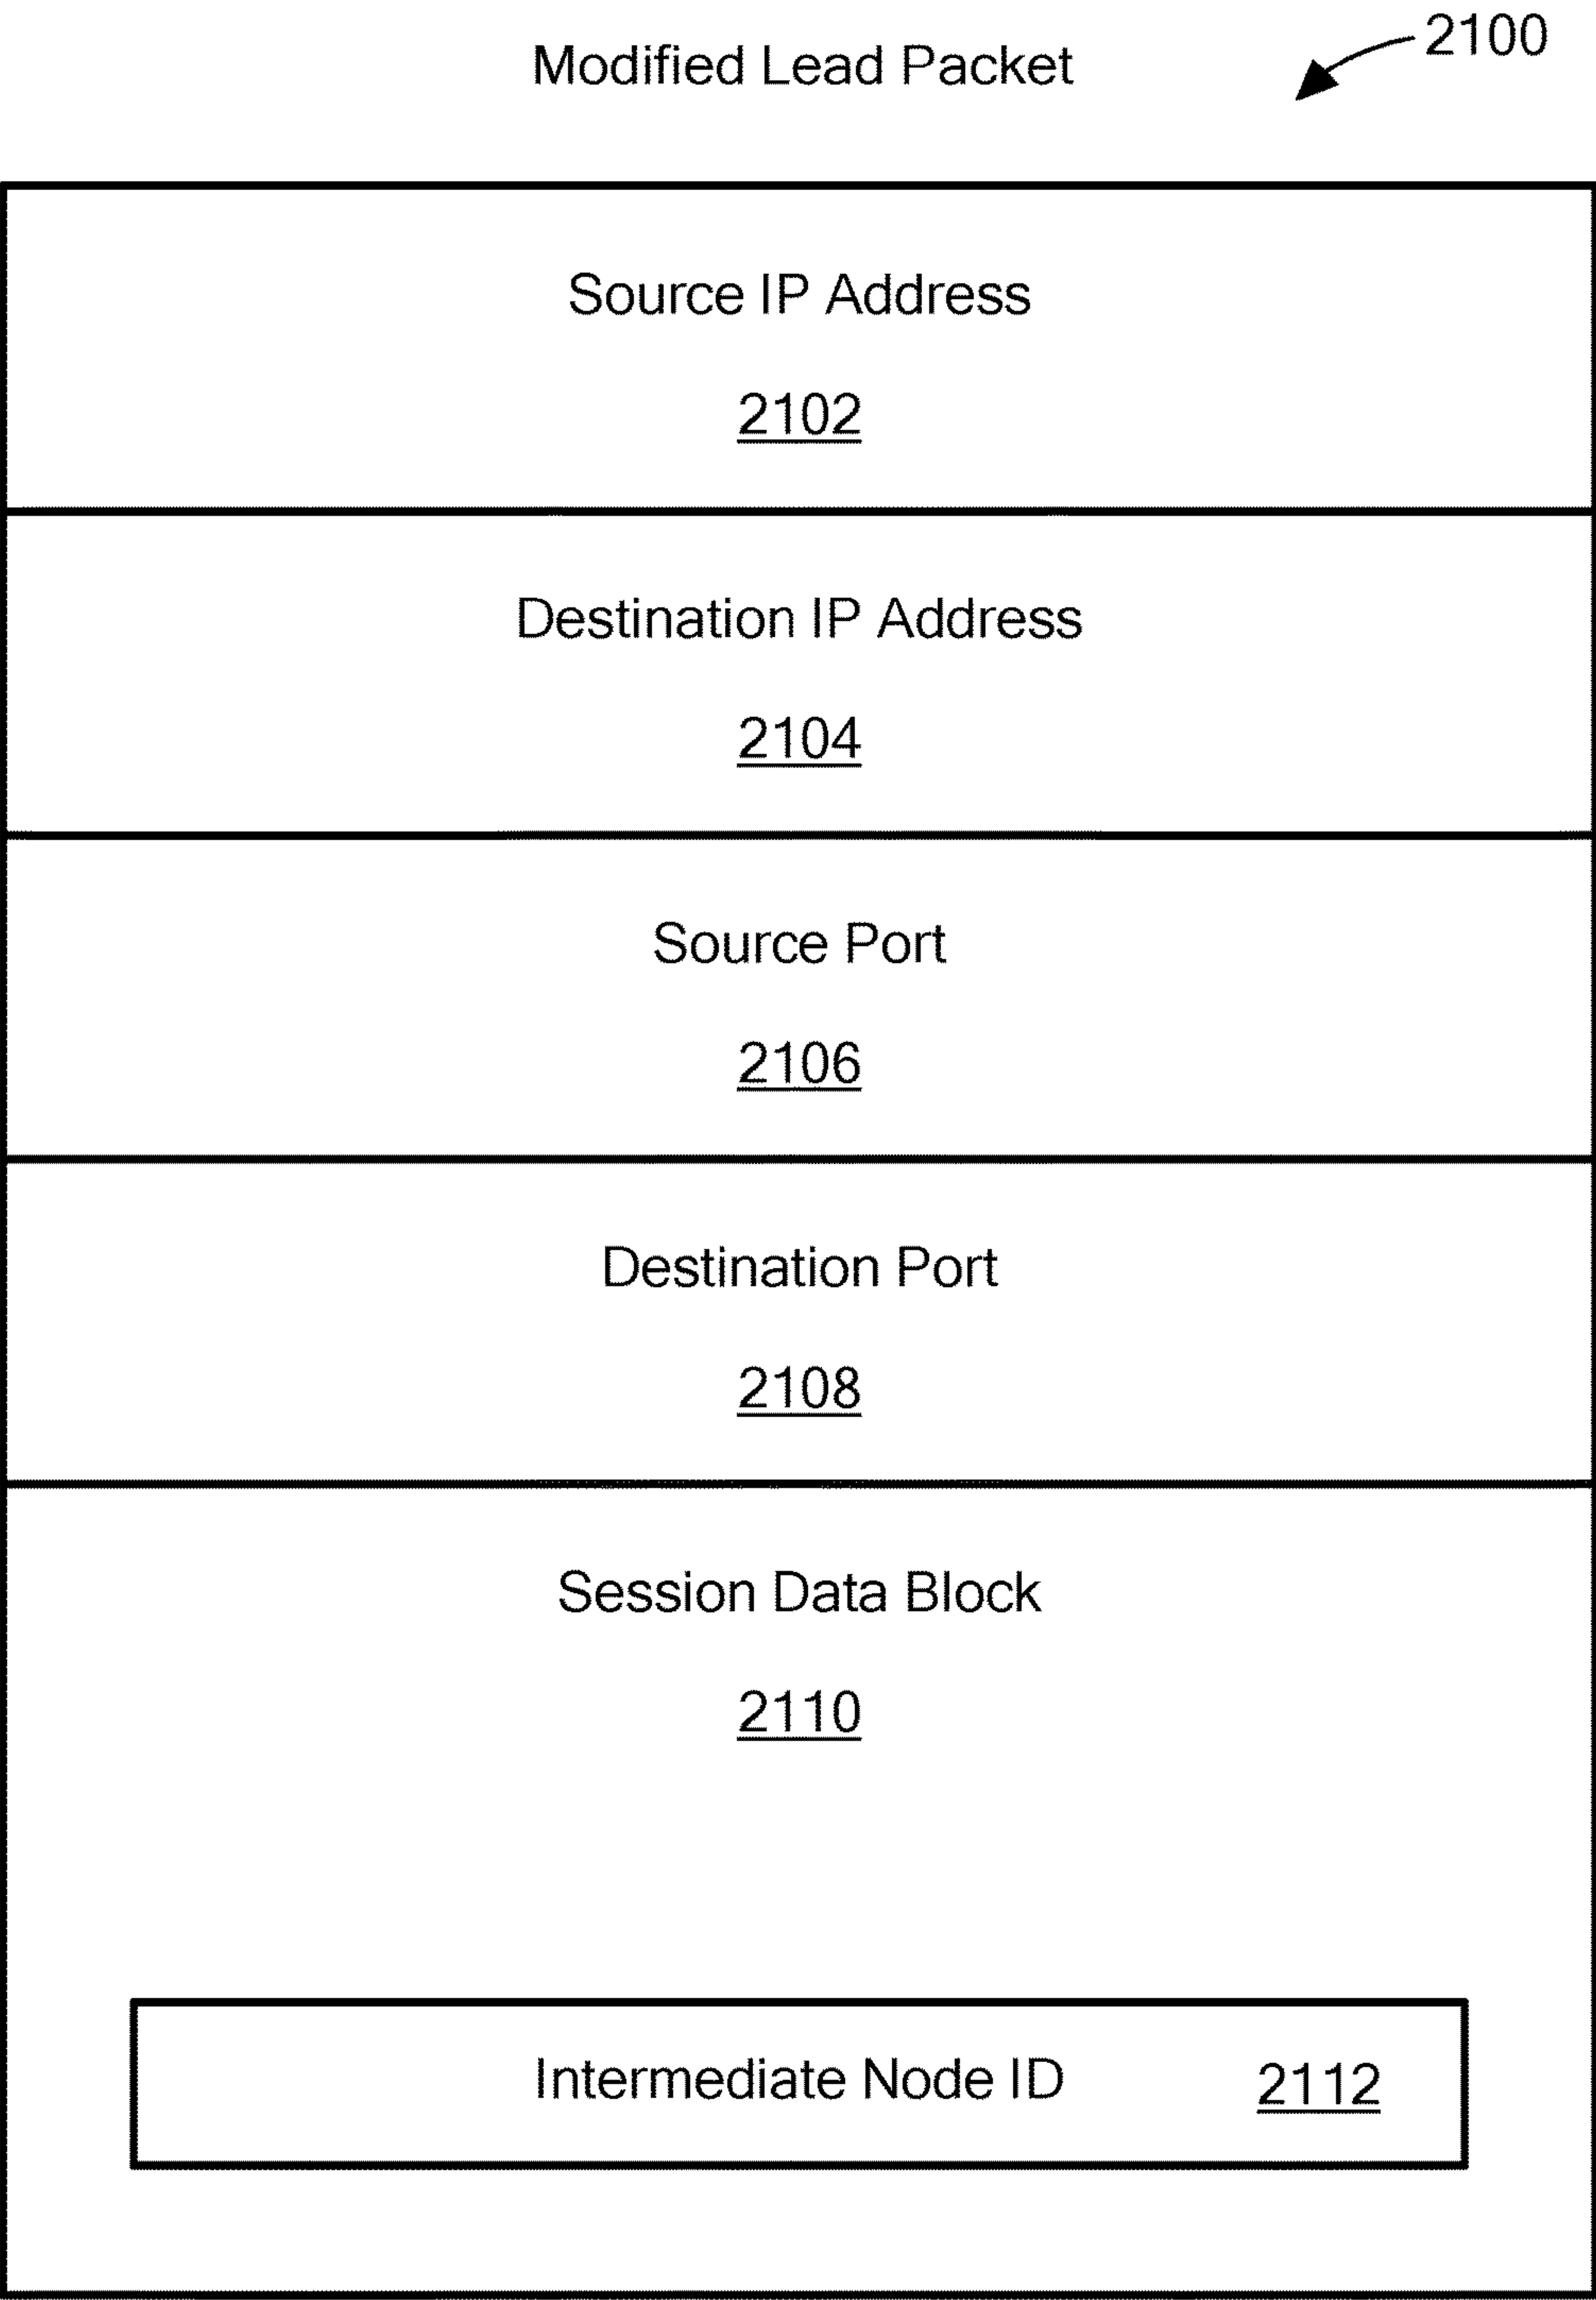 Modified Lead Packet
2100
Source IP Address
2102
Destination IP Address
2104
Source Port
2106
Destination Port
2108
Session Data Block
2110
Intermediate Node ID 2112